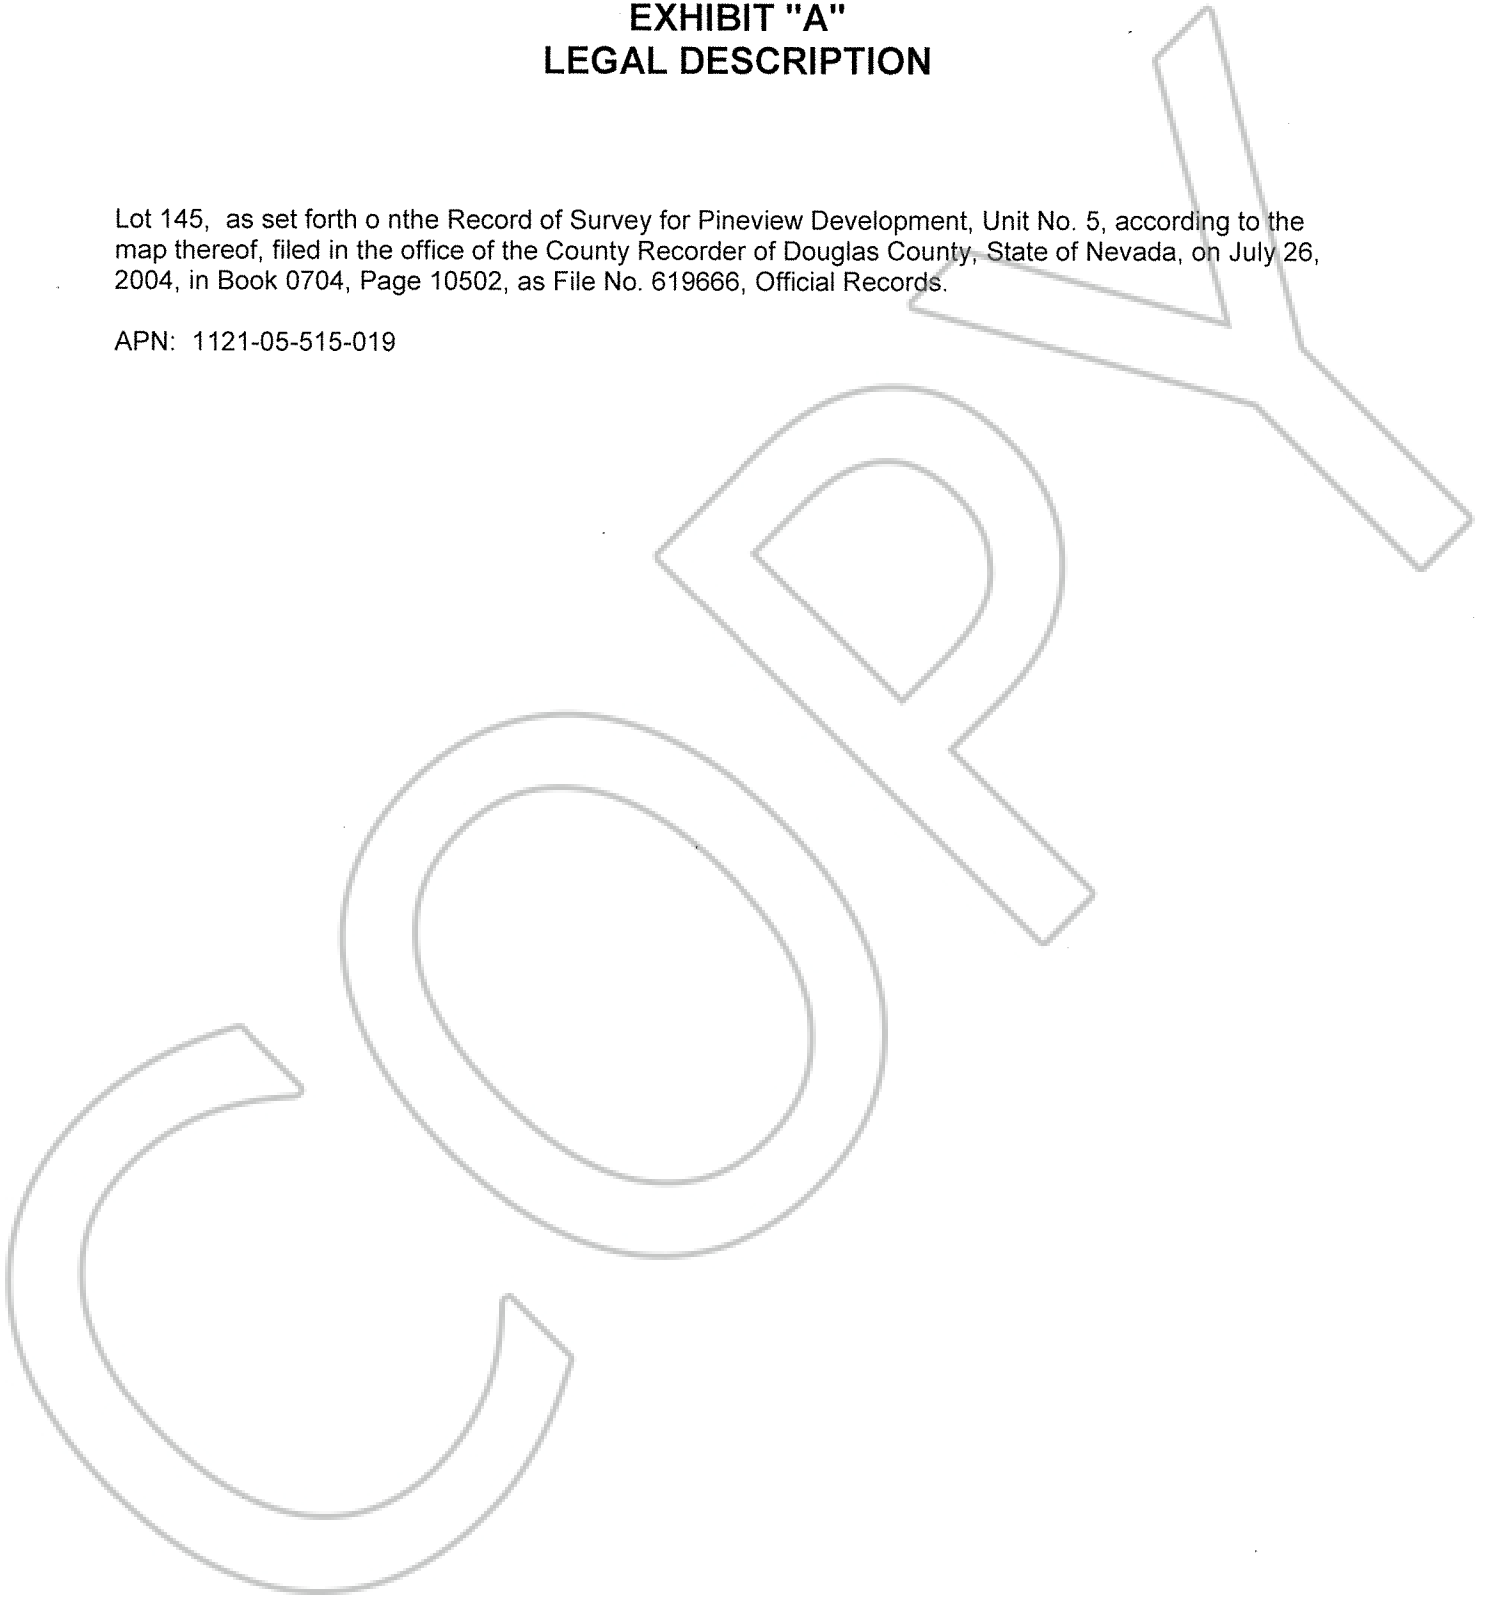 EXHIBIT "A"
LEGAL DESCRIPTION
Lot 145,  as set forth o nthe Record of Survey for Pineview Development, Unit No. 5, according to the
map thereof, filed in the office of the County Recorder of Douglas County, State of Nevada, on July 26,
2004, in Book 0704, Page 10502, as File No. 619666, Official Records.
APN:  1121-05-515-019
COPY